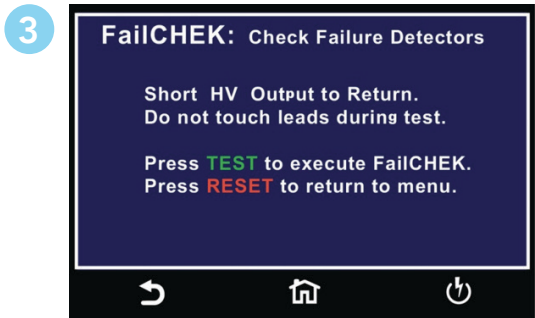 3
FailCHEK: Check Failure Detectors
Short HV Output to Return.
Do not touch leads during test.
Press TEST to execute FailCHEK.
Press RESET to return to menu.